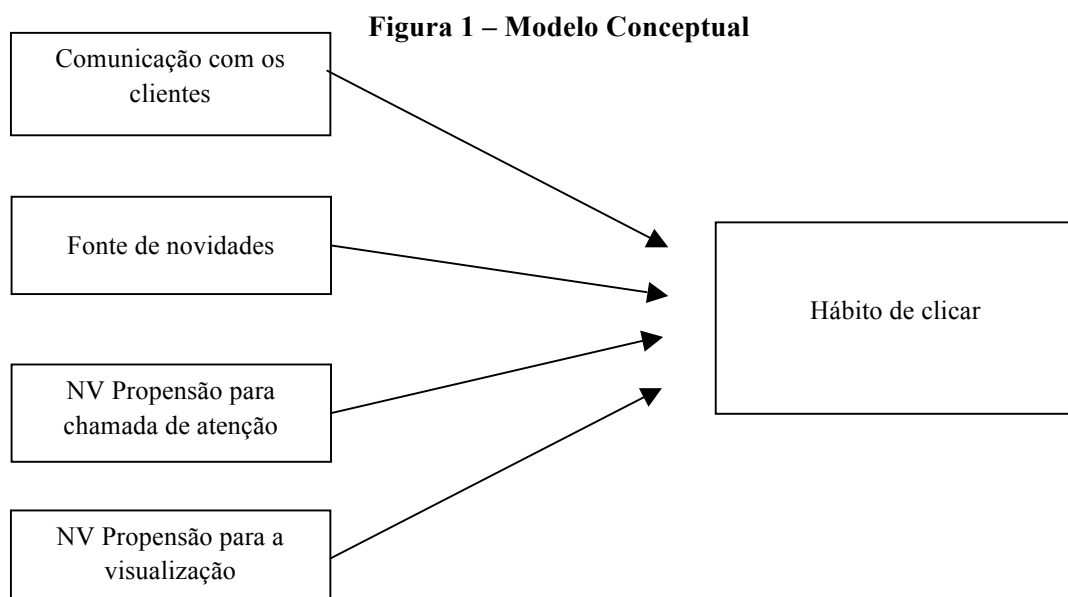 Figura 1 – Modelo Conceptual
Comunicação com os
clientes
Fonte de novidades
Hábito de clicar
NV Propensão para
chamada de atenção
NV Propensão para a
visualização